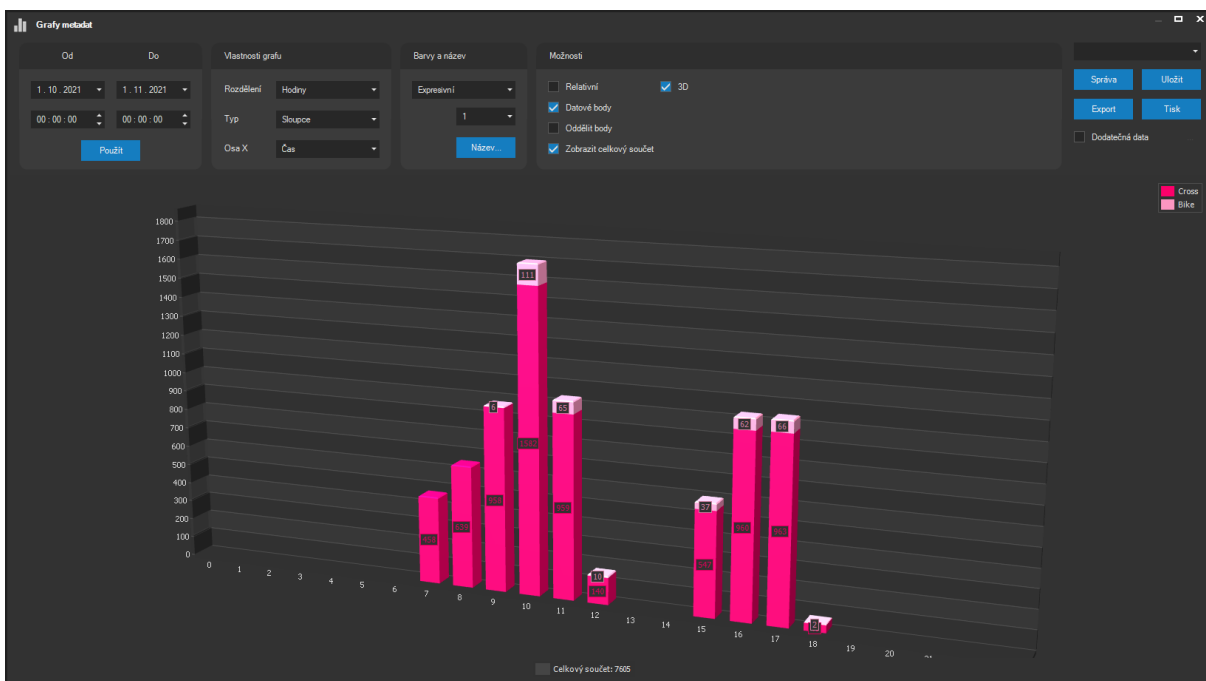 Grafy metadat
Od Do
1 . 10 . 2021 1 . 11 . 2021
00 : 00 : 00 00 : 00 : 00
Použít
Vlastnosti grafu
Rozdělení Hodiny
Typ Sloupce
Osa X Čas
Barvy a název
Expresivní
1
Název...
Možnosti
Relativní 3D
Datové body
Oddělit body
Zobrazit celkový součet
Správa Uložit
Export Tisk
Dodatečná data
Cross
Bike
1800
1700
1600
1500
1400
1300
1200
1100
1000
900
800
700
600
500
400
300
200
100
0
111
6
65
62
66
37
547
10
140
2
0 1 2 3 4 5 6 7 8 9 10 11 12 13 14 15 16 17 18 19 20
Celkový součet: 7605